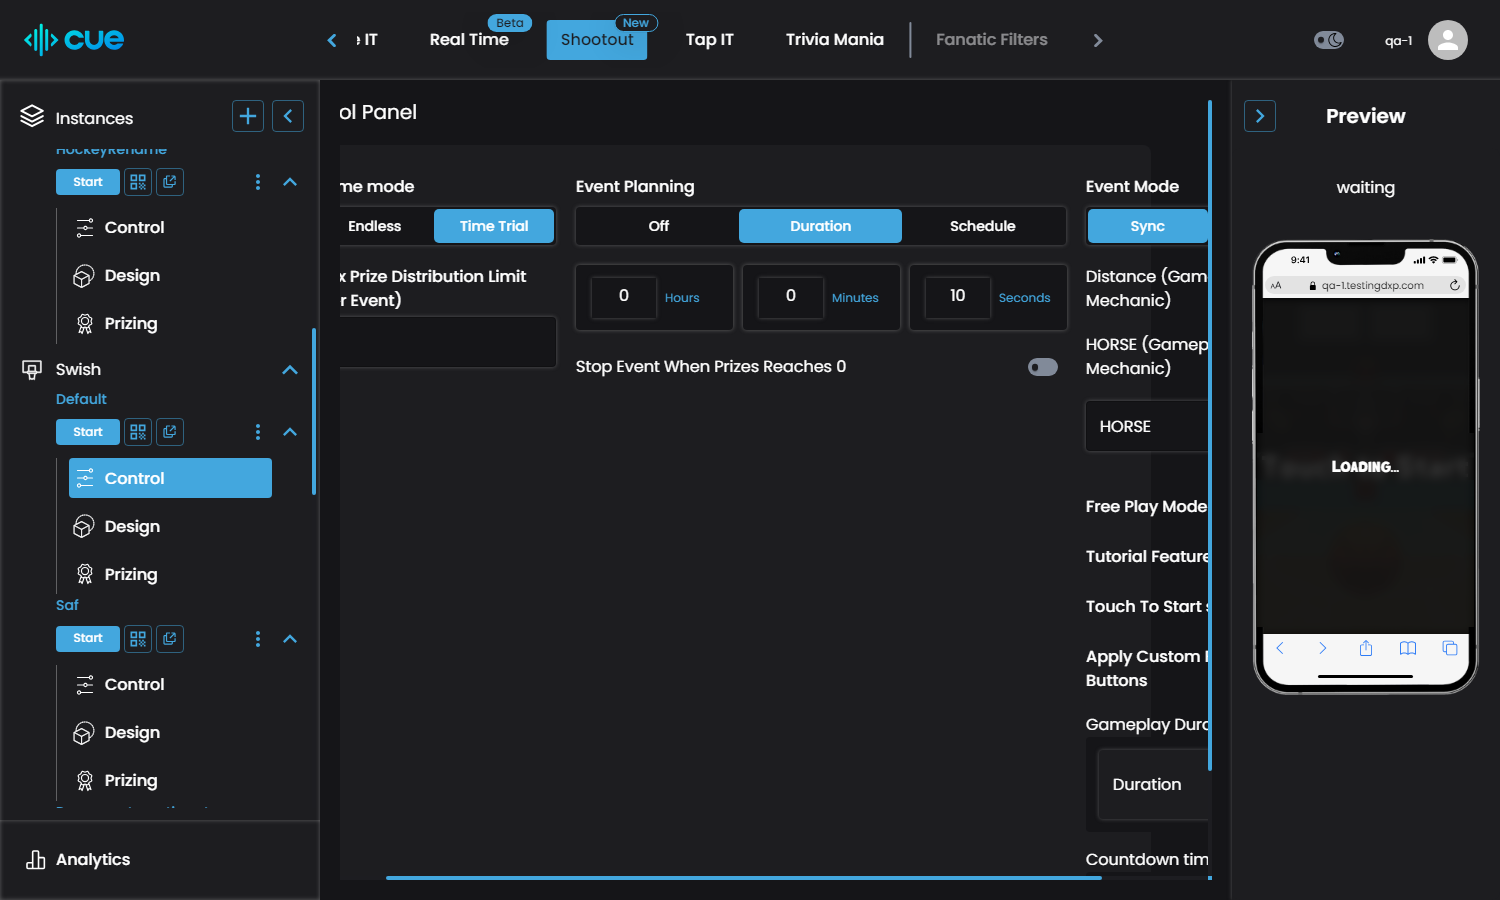 cue
IT
Real Time
Beta
Shootout
New
Tap IT
Trivia Mania
Fanatic Filters
qa-1
Instances
HockeyRename
Start
Control
Design
Prizing
Swish
Default
Start
Control
Design
Prizing
Saf
Start
Control
Design
Prizing
Analytics
ol Panel
me mode
Endless
Time Trial
x Prize Distribution Limit
r Event)
Event Planning
Off
Duration
Schedule
0 Hours
0 Minutes
10 Seconds
Stop Event When Prizes Reaches 0
Event Mode
Sync
Distance (Gam
Mechanic)
HORSE (Gamep
Mechanic)
HORSE
Free Play Mode
Tutorial Feature
Touch To Start s
Apply Custom
Buttons
Gameplay Dura
Duration
Countdown tim
Preview
waiting
9:41
AA
qa-1.testingdxp.com
LOADING...
Touch to Start